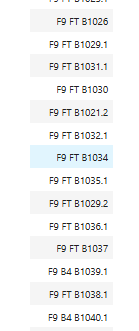 F9 FT B1026
F9 FT B1029.1
F9 FT B1031.1
F9 FT B1030
F9 FT B1021.2
F9 FT B1032.1
F9 FT B1034
F9 FT B1035.1
F9 FT B1029.2
F9 FT B1036.1
F9 FT B1037
F9 B4 B1039.1
F9 FT B1038.1
F9 B4 B1040.1